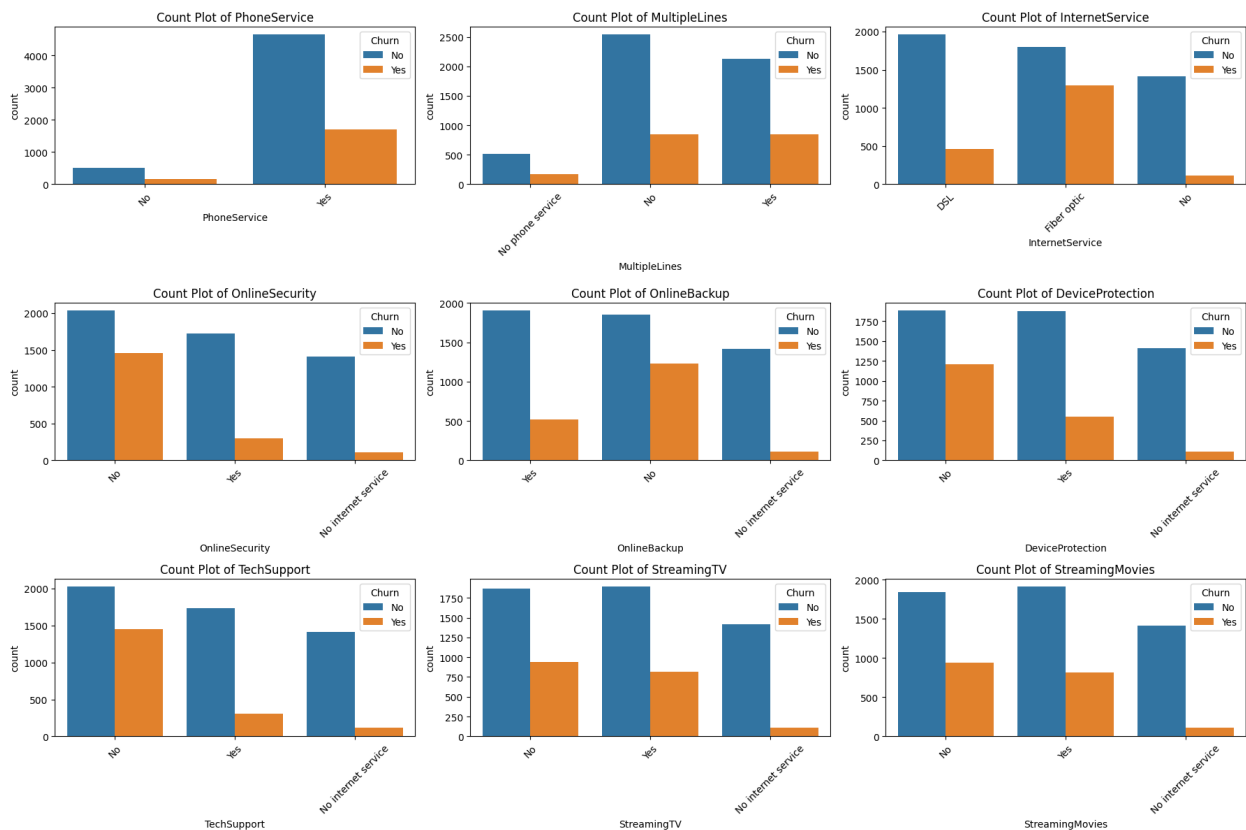 Count Plot of PhoneService
count
4000
3000
2000
1000
0
Churn
No
Yes
No
Yes
PhoneService
Count Plot of MultipleLines
count
2500
2000
1500
1000
500
0
Churn
No
Yes
No phone service
No
Yes
MultipleLines
Count Plot of InternetService
count
2000
1500
1000
500
0
Churn
No
Yes
DSL
Fiber optic
No
InternetService
Count Plot of OnlineSecurity
count
2000
1500
1000
500
0
Churn
No
Yes
No
Yes
No internet service
OnlineSecurity
Count Plot of OnlineBackup
count
2000
1500
1000
500
0
Churn
No
Yes
Yes
No
No internet service
OnlineBackup
Count Plot of DeviceProtection
count
1750
1500
1250
1000
750
500
250
0
Churn
No
Yes
No
Yes
No internet service
DeviceProtection
Count Plot of TechSupport
count
2000
1500
1000
500
0
Churn
No
Yes
No
Yes
No internet service
TechSupport
Count Plot of StreamingTV
count
1750
1500
1250
1000
750
500
250
0
Churn
No
Yes
No
Yes
No internet service
StreamingTV
Count Plot of StreamingMovies
count
2000
1500
1000
500
0
Churn
No
Yes
No
Yes
No internet service
StreamingMovies